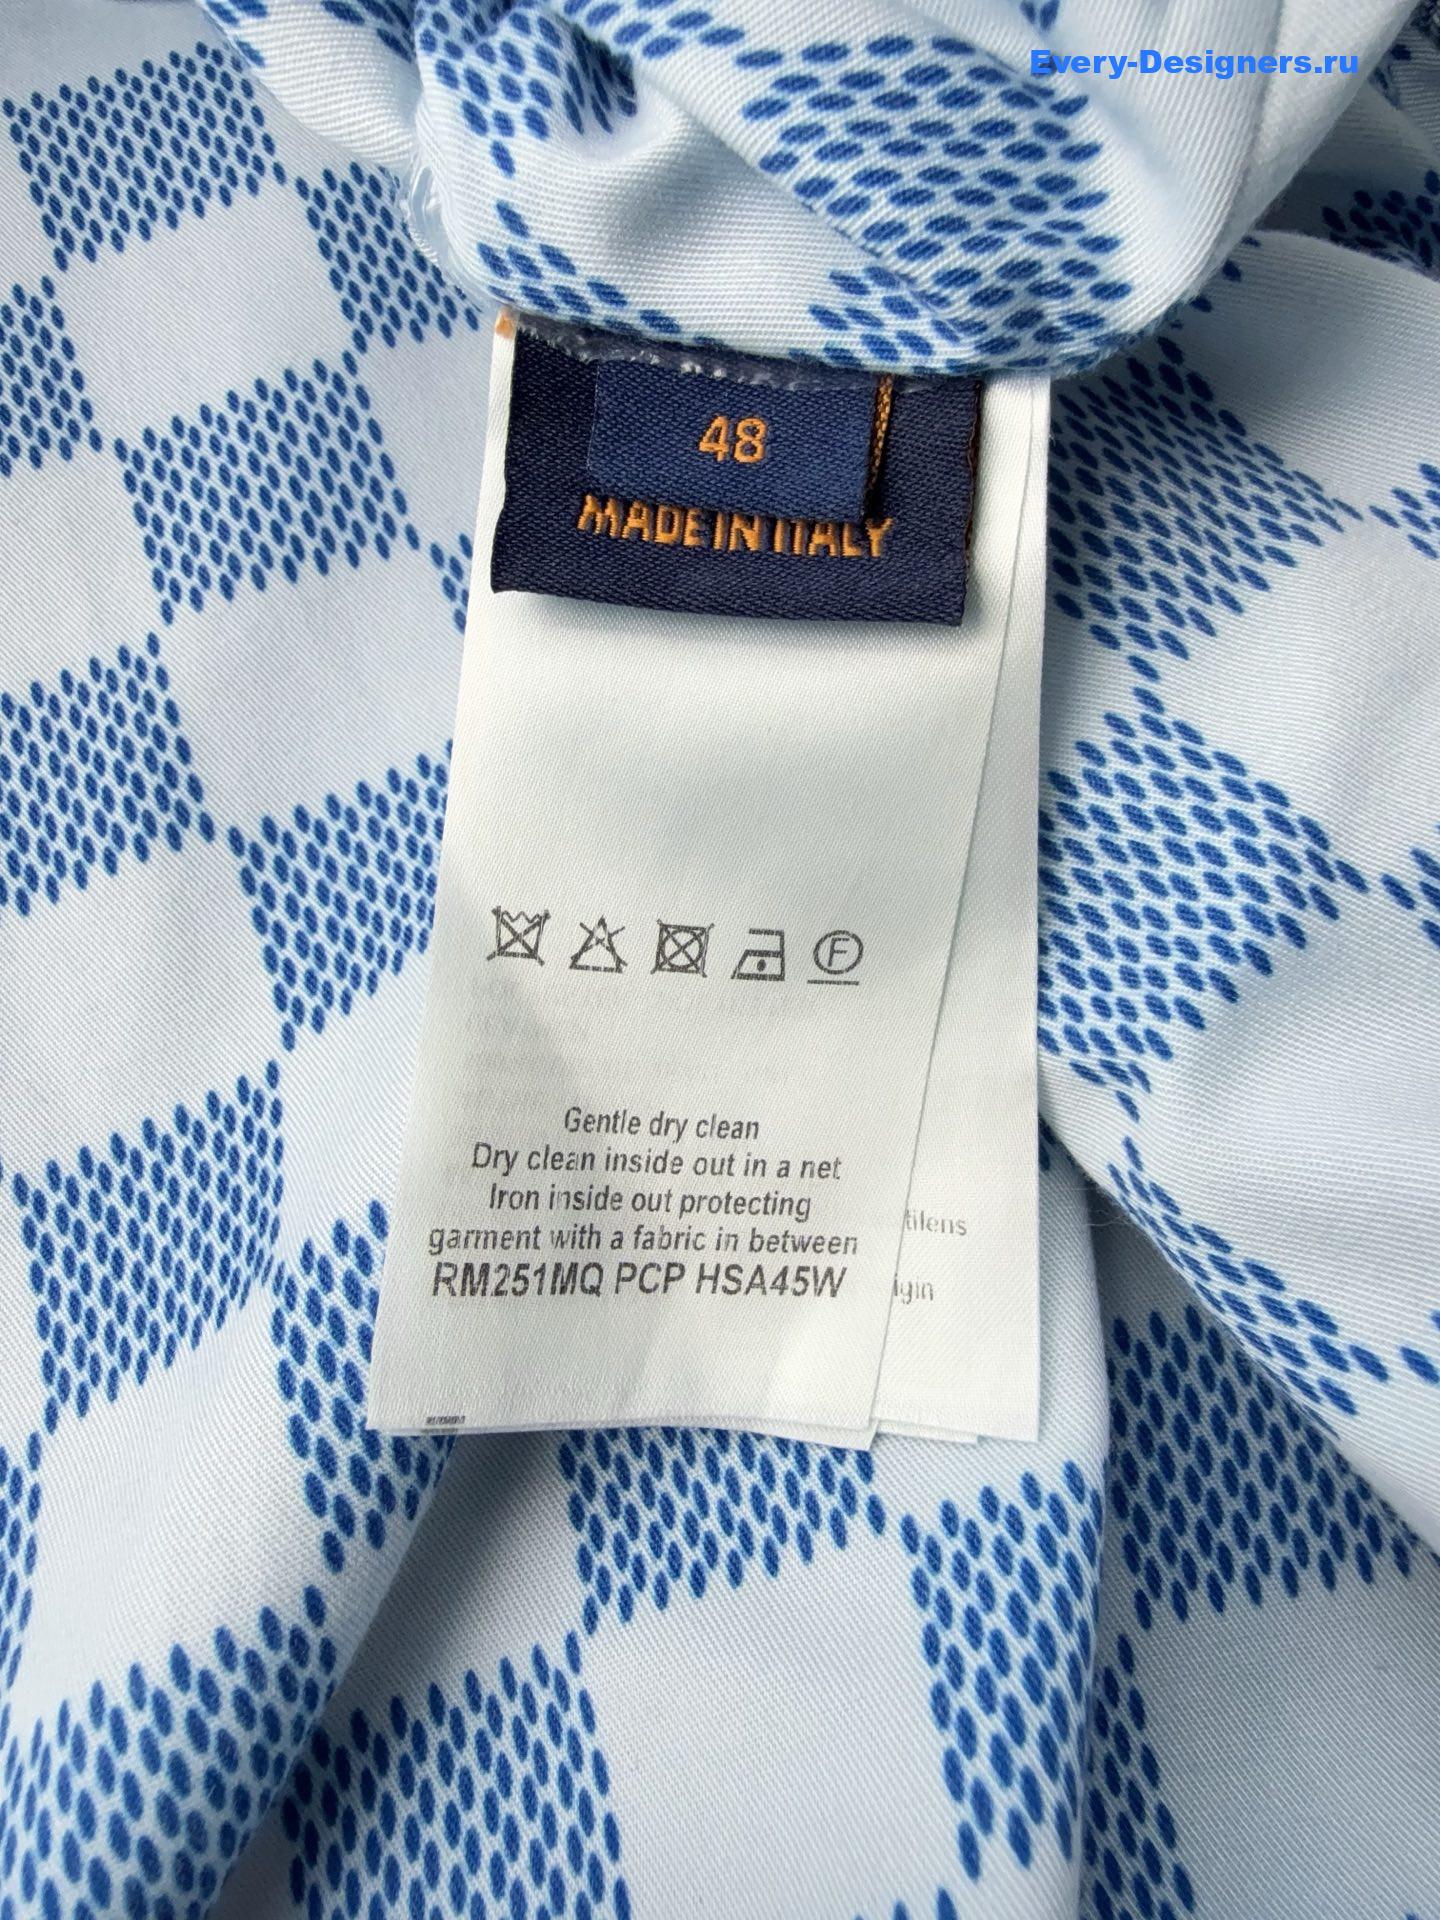 Every-Designers.ru
48
MADE IN ITALY
F
Gentle dry clean
Dry clean inside out in a net
Iron inside out protecting
garment with a fabric in between
RM251MQ PCP HSA45W